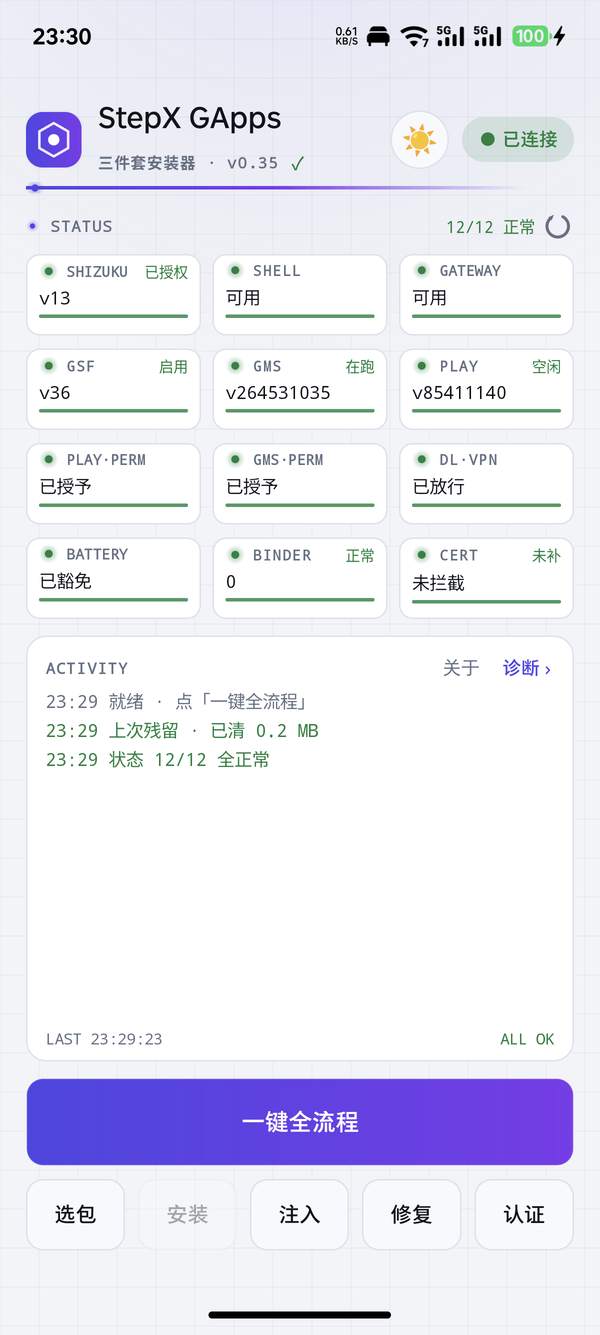 23:30
0.61 KB/S 7 5G 5G 100
StepX GApps
三件套安装器 · v0.35 ✓
已连接
STATUS
12/12 正常
SHIZUKU 已授权
v13
SHELL
可用
GATEWAY
可用
GSF 启用
v36
GMS 在跑
v264531035
PLAY 空闲
v85411140
PLAY·PERM
已授予
GMS·PERM
已授予
DL·VPN
已放行
BATTERY
已豁免
BINDER 正常
0
CERT 未补
未拦截
ACTIVITY
关于 诊断 ›
23:29 就绪 · 点「一键全流程」
23:29 上次残留 · 已清 0.2 MB
23:29 状态 12/12 全正常
LAST 23:29:23
ALL OK
一键全流程
选包 安装 注入 修复 认证